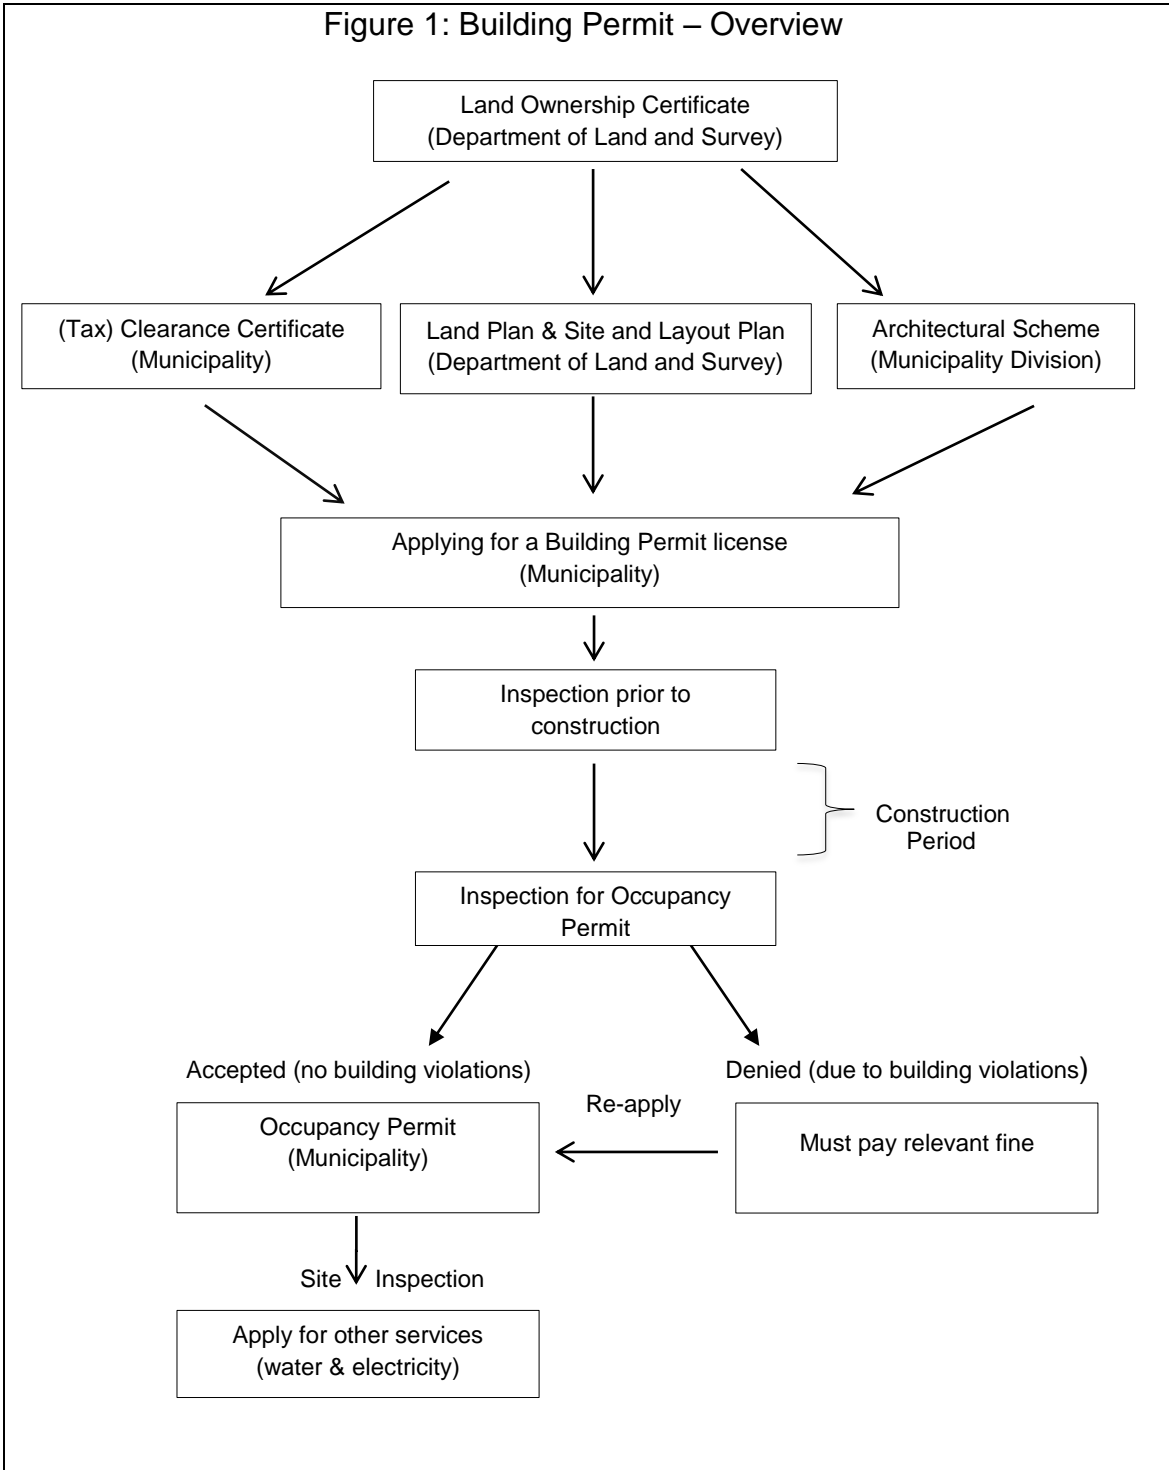 Figure 1: Building Permit – Overview
Land Ownership Certificate
(Department of Land and Survey)
(Tax) Clearance Certificate
(Municipality)
Land Plan & Site and Layout Plan
(Department of Land and Survey)
Architectural Scheme
(Municipality Division)
Applying for a Building Permit license
(Municipality)
Inspection prior to
construction
Construction
Period
Inspection for Occupancy
Permit
Accepted (no building violations)
Denied (due to building violations)
Occupancy Permit
(Municipality)
Re-apply
Must pay relevant fine
Site Inspection
Apply for other services
(water & electricity)